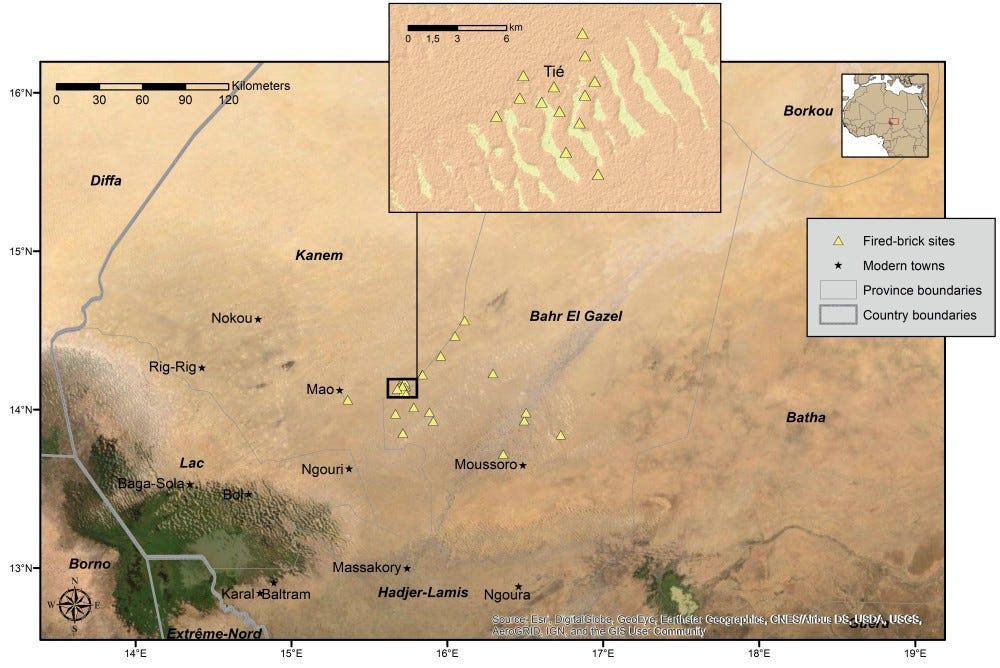 km
0 1,5 3 6
Tié
Kilometers
0 30 60 90 120
16°N
15°N
14°N
13°N
Borkou
Diffa
Kanem
Fired-brick sites
Modern towns
Province boundaries
Country boundaries
Nokou
Bahr El Gazel
Rig-Rig
Mao
Batha
Lac
Ngouri
Moussoro
Baga-Sola
Bol
Borno
Massakory
Karal
Baltram
Hadjer-Lamis
Ngoura
N
W E
S
Extrême-Nord
Source: Esri, DigitalGlobe, GeoEye, Earthstar Geographics, CNES/Airbus DS, USDA, USGS,
AeroGRID, IGN, and the GIS User Community
14°E 15°E 16°E 17°E 18°E 19°E